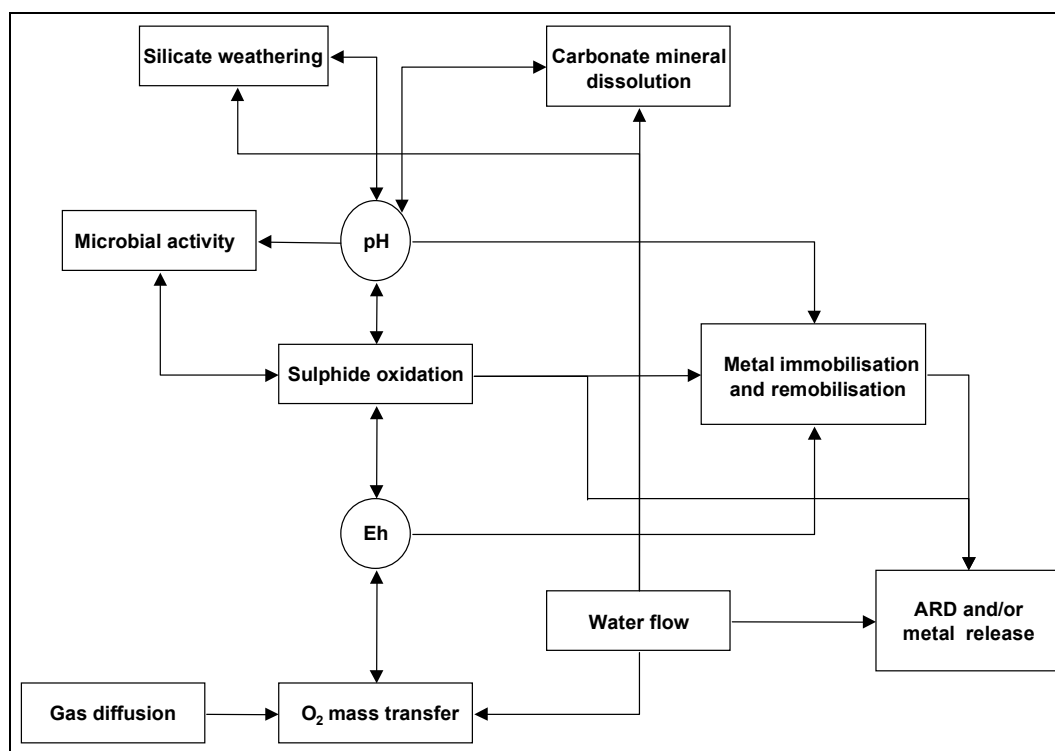 Silicate weathering
Carbonate mineral
dissolution
Microbial activity
pH
Sulphide oxidation
Metal immobilisation
and remobilisation
Eh
Water flow
ARD and/or
metal release
Gas diffusion
O₂ mass transfer